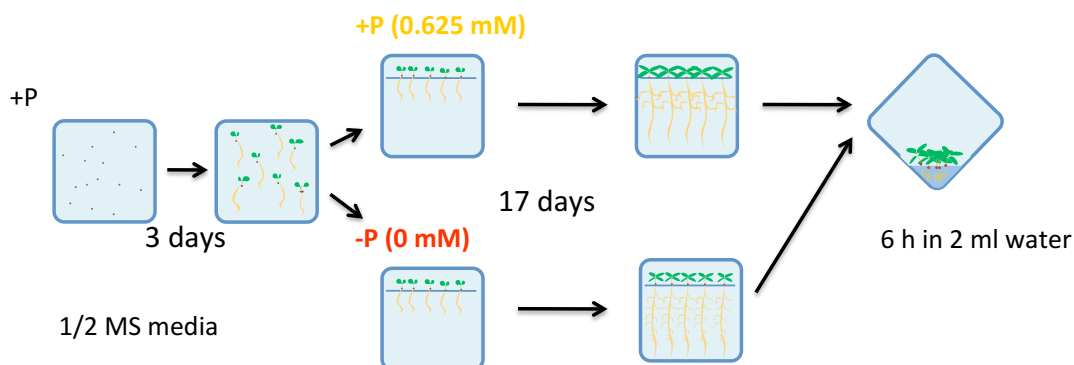 +P (0.625 mM)
+P
3 days
17 days
-P (0 mM)
6 h in 2 ml water
1/2 MS media